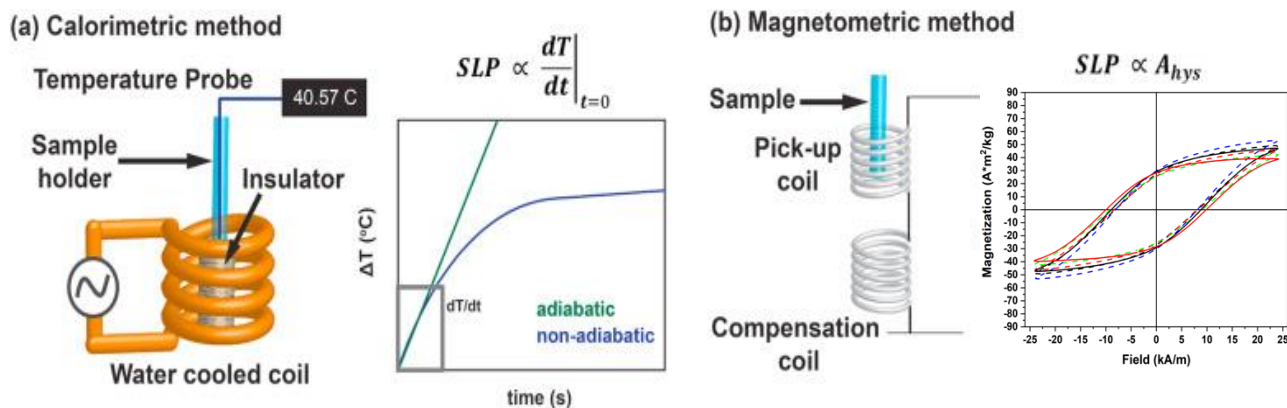 (a) Calorimetric method
Temperature Probe
40.57 C
Sample
holder
Insulator
Water cooled coil
SLP ∝ dT/dt|t=0
ΔT (°C)
dT/dt
adiabatic
non-adiabatic
time (s)
(b) Magnetometric method
Sample
Pick-up
coil
Compensation
coil
SLP ∝ Ahys
Magnetization (A*m²/kg)
90
80
70
60
50
40
30
20
10
0
-10
-20
-30
-40
-50
-60
-70
-80
-90
-25 -20 -15 -10 -5 0 5 10 15 20 25
Field (kA/m)